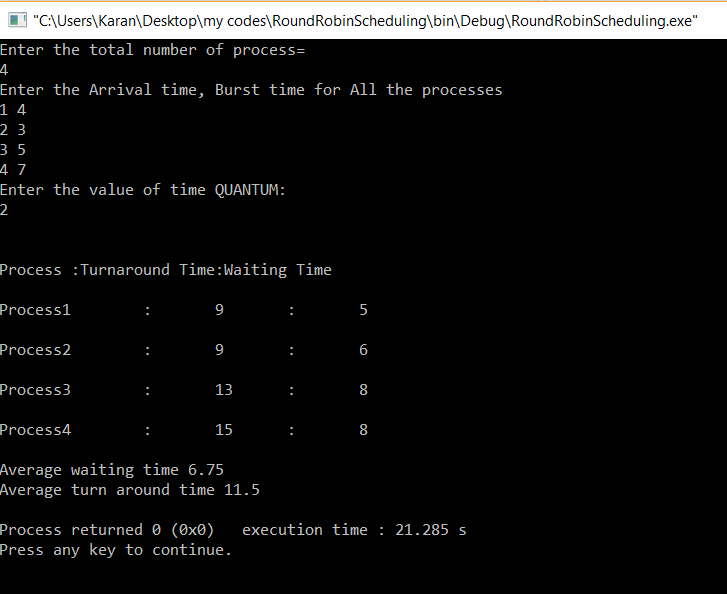 "C:\Users\Karan\Desktop\my codes\RoundRobinScheduling\bin\Debug\RoundRobinScheduling.exe"
Enter the total number of process=
4
Enter the Arrival time, Burst time for All the processes
1 4
2 3
3 5
4 7
Enter the value of time QUANTUM:
2
Process :Turnaround Time:Waiting Time
Process1        :       9       :       5
Process2        :       9       :       6
Process3        :       13      :       8
Process4        :       15      :       8
Average waiting time 6.75
Average turn around time 11.5
Process returned 0 (0x0)   execution time : 21.285 s
Press any key to continue.